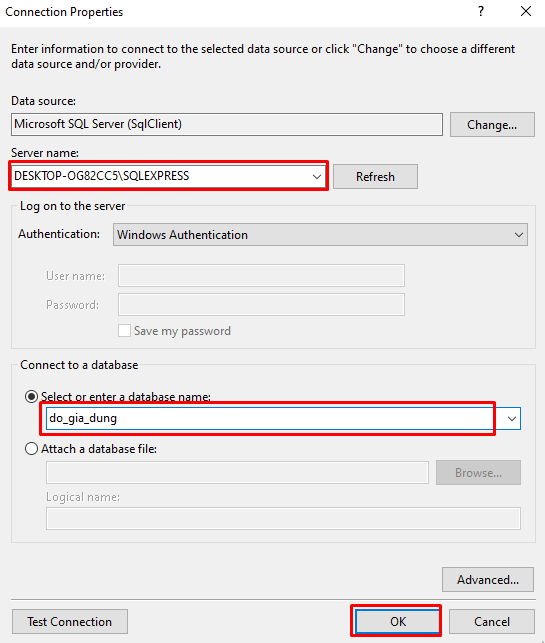 Connection Properties ? ×
Enter information to connect to the selected data source or click "Change" to choose a different
data source and/or provider.
Data source:
Microsoft SQL Server (SqlClient) Change...
Server name:
DESKTOP-OG82CC5\SQLEXPRESS Refresh
Log on to the server
Authentication: Windows Authentication
User name:
Password:
Save my password
Connect to a database
Select or enter a database name:
do_gia_dung
Attach a database file:
Browse...
Logical name:
Advanced...
Test Connection OK Cancel